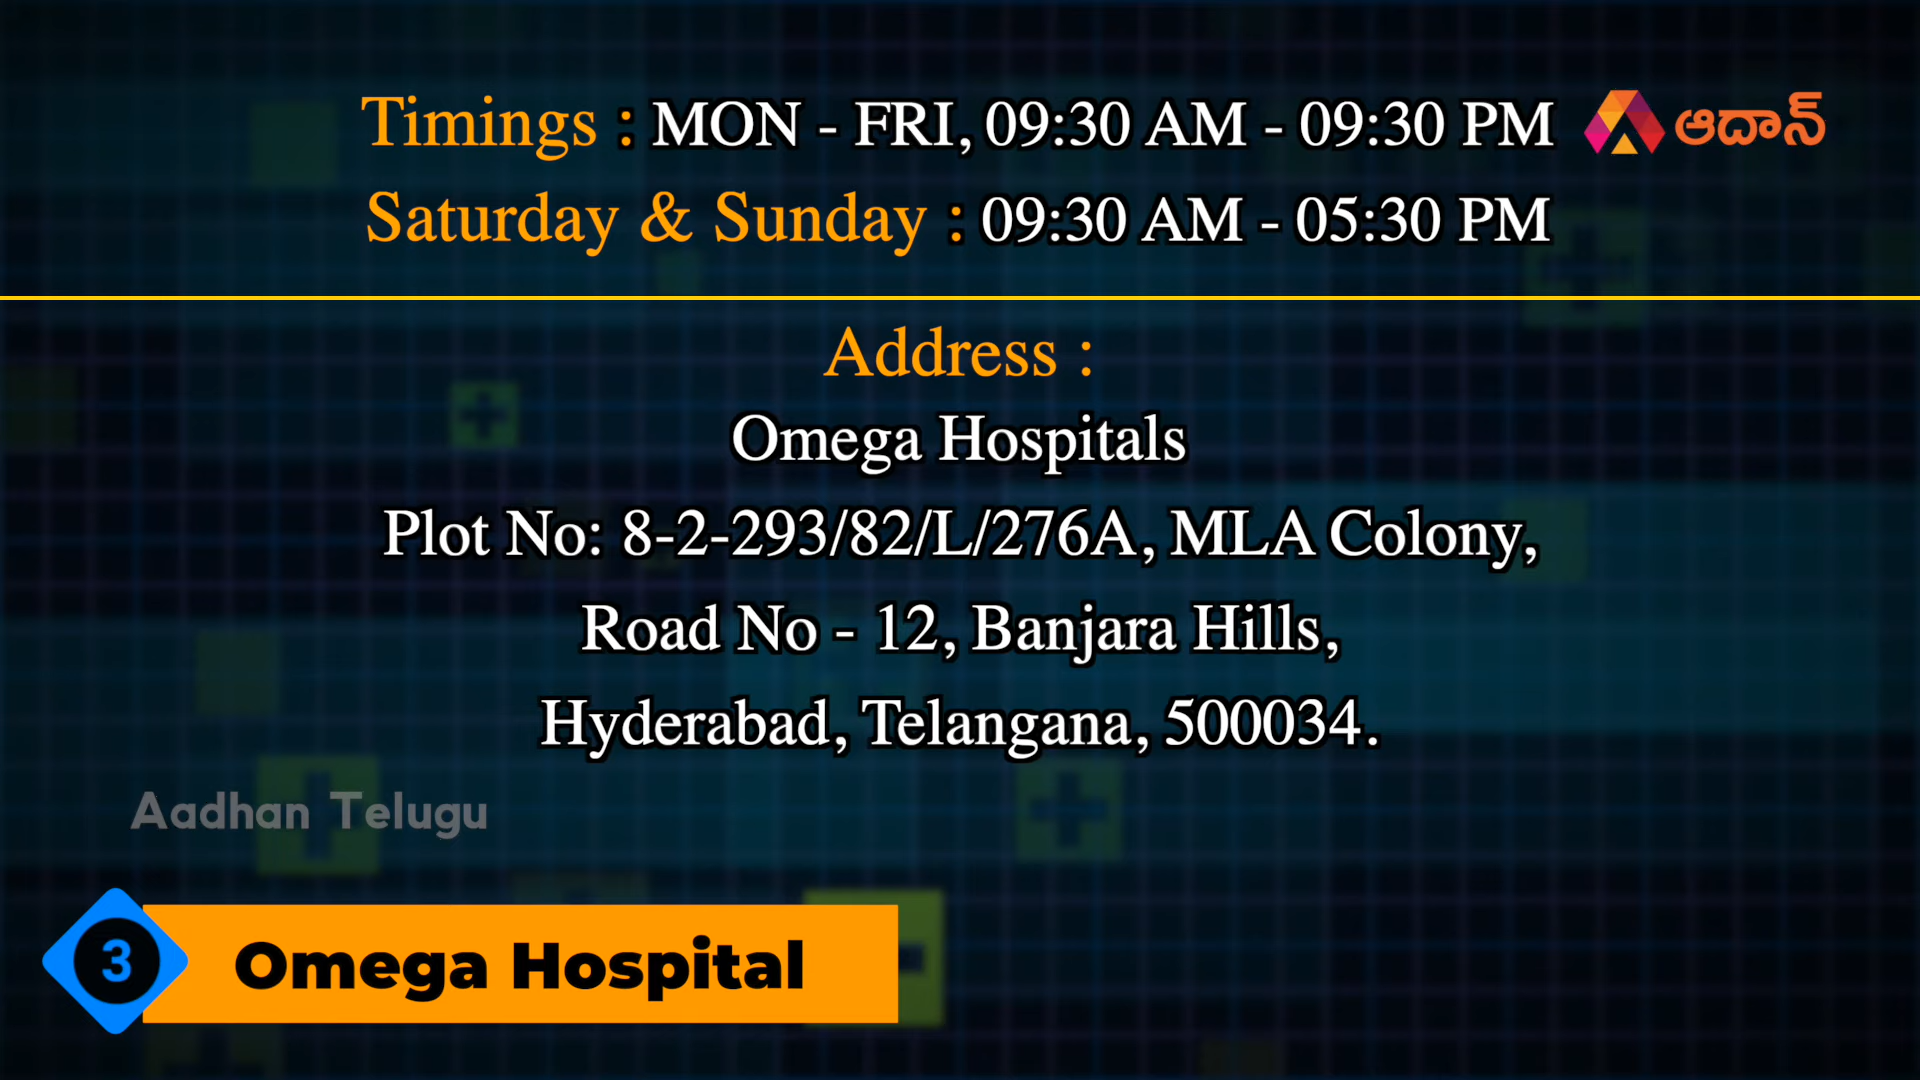 Timings : MON - FRI, 09:30 AM - 09:30 PM
ఆదాన్
Saturday & Sunday : 09:30 AM - 05:30 PM
Address :
Omega Hospitals
Plot No: 8-2-293/82/L/276A, MLA Colony,
Road No - 12, Banjara Hills,
Hyderabad, Telangana, 500034.
Aadhan Telugu
3
Omega Hospital